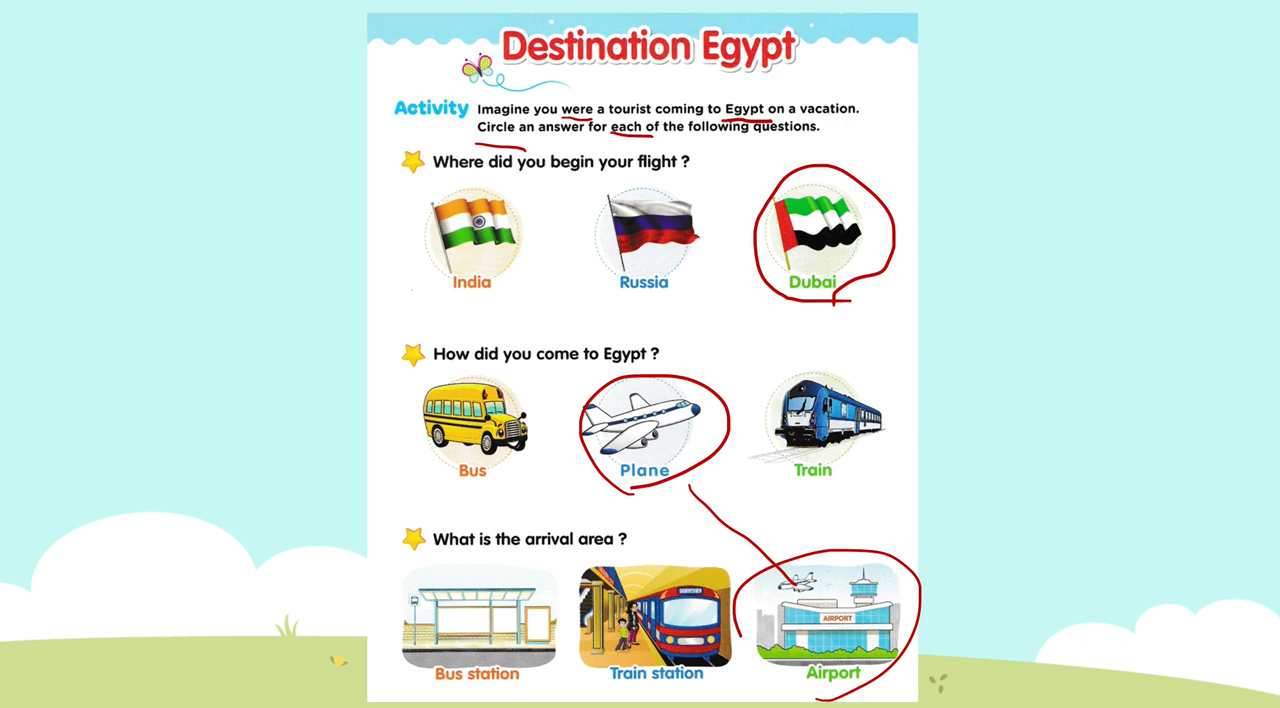 Destination Egypt
Activity Imagine you were a tourist coming to Egypt on a vacation.
Circle an answer for each of the following questions.
Where did you begin your flight ?
India Russia Dubai
How did you come to Egypt ?
Bus Plane Train
What is the arrival area ?
AIRPORT
Bus station Train station Airport